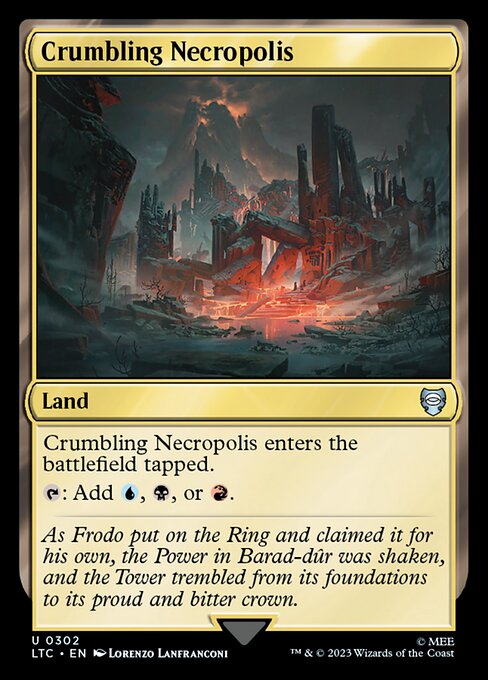 Crumbling Necropolis
Land
Crumbling Necropolis enters the
battlefield tapped.
: Add , , or .
As Frodo put on the Ring and claimed it for
his own, the Power in Barad-dûr was shaken,
and the Tower trembled from its foundations
to its proud and bitter crown.
U 0302
LTC • EN Lorenzo Lanfranconi
© MEE
™ & © 2023 Wizards of the Coast